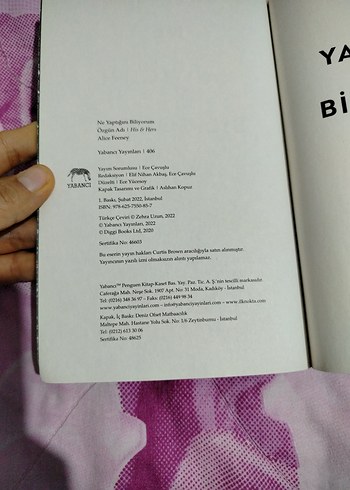 Ne Yaptığını Biliyorum
Özgün Adı | His & Hers
Alice Feeney
Yabancı Yayınları | 406
Yayın Sorumlusu | Ece Çavuşlu
Redaksiyon | Elif Nihan Akbaş, Ece Çavuşlu
Düzelti | Ece Yücesoy
Kapak Tasarımı ve Grafik | Aslıhan Kopuz
YABANCI
1. Baskı, Şubat 2022, İstanbul
ISBN: 978-625-7550-85-7
Türkçe Çeviri © Zebra Uzan, 2022
© Yabancı Yayınları, 2022
© Diggi Books Ltd, 2020
Sertifika No: 46603
Bu eserin yayın hakları Curtis Brown aracılığıyla satın alınmıştır.
Yayıncının yazılı izni olmaksızın alıntı yapılamaz.
Yabancı™ Penguen Kitap-Kaset Bas. Yay. Paz. Tic. A. Ş.'nin tescilli markasıdır.
Caferağa Mah. Neşe Sok. 1907 Apt. No: 31 Moda, Kadıköy - İstanbul
Tel: (0216) 348 36 97 – Faks: (0216) 449 98 34
www.yabanciyayinlari.com – info@yabanciyayinlari.com – www.ilknokta.com
Kapak, İç Baskı: Deniz Ofset Matbaacılık
Maltepe Mah. Hastane Yolu Sok. No: 1/6 Zeytinburnu - İstanbul
Tel: (0212) 613 30 06
Sertifika No: 48625
YA
Bİ